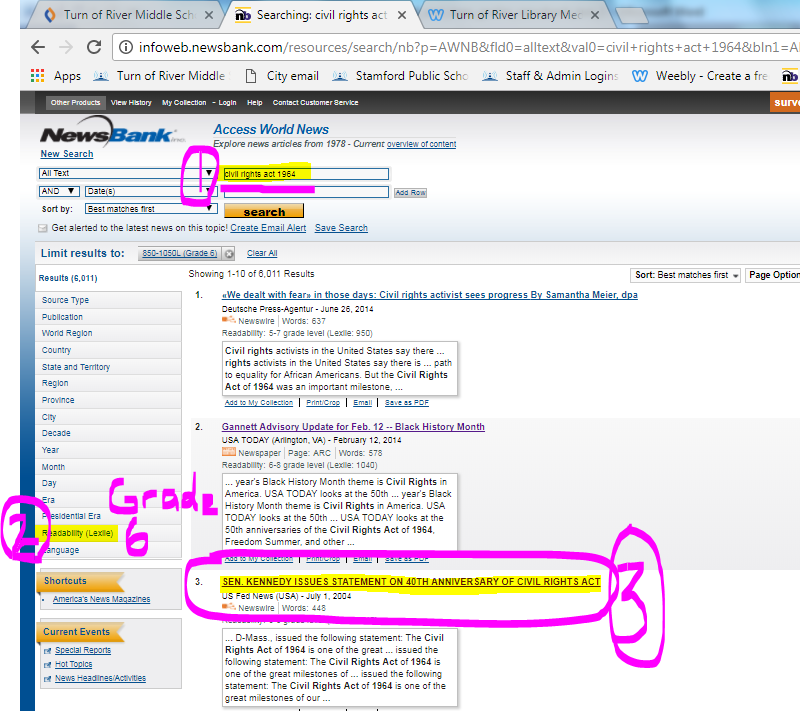 Turn of River Middle Sch
Searching: civil rights act
Turn of River Library Med
infoweb.newsbank.com/resources/search/nb?p=AWNB&fld0=alltext&val0=civil+rights+act+1964&bln1=A
Apps
Turn of River Middle
City email
Stamford Public Scho
Staff & Admin Logins
Weebly - Create a fre
Other Products View History My Collection - Login Help Contact Customer Service
surve
NewsBank inc.
Access World News
Explore news articles from 1978 - Current overview of content
New Search
All Text
1
civil rights act 1964
AND
Date(s)
Add Row
Sort by: Best matches first
search
Get alerted to the latest news on this topic! Create Email Alert Save Search
Limit results to: 850-1050L (Grade 6) Clear All
Results (6,011)
Showing 1-10 of 6,011 Results
Sort: Best matches first
Page Option
Source Type
Publication
World Region
Country
State and Territory
Region
Province
City
Decade
Year
Month
Day
Era
Presidential Era
Readability (Lexile)
Language
2
Grade
6
Shortcuts
America's News Magazines
Current Events
Special Reports
Hot Topics
News Headlines/Activities
1. «We dealt with fear» in those days: Civil rights activist sees progress By Samantha Meier, dpa
Deutsche Press-Agentur - June 26, 2014
Newswire | Words: 637
Readability: 5-7 grade level (Lexile: 950)
Civil rights activists in the United States say there ...
rights activists in the United States say there is ... path
to equality for African Americans. But the Civil Rights
Act of 1964 was an important milestone, ...
Add to My Collection | Print/Crop | Email | Save as PDF
2. Gannett Advisory Update for Feb. 12 -- Black History Month
USA TODAY (Arlington, VA) - February 12, 2014
Newspaper | Page: ARC | Words: 578
Readability: 6-8 grade level (Lexile: 1040)
... year's Black History Month theme is Civil Rights in
America. USA TODAY looks at the 50th ... year's Black
History Month theme is Civil Rights in America. USA
TODAY looks at the 50th ... USA TODAY looks at the
50th anniversaries of the Civil Rights Act of 1964,
Freedom Summer, and other ...
Add to My Collection | Print/Crop | Email | Save as PDF
3. SEN. KENNEDY ISSUES STATEMENT ON 40TH ANNIVERSARY OF CIVIL RIGHTS ACT
3
US Fed News (USA) - July 1, 2004
Newswire | Words: 448
... D-Mass., issued the following statement: The Civil
Rights Act of 1964 is one of the great ... issued the
following statement: The Civil Rights Act of 1964 is
one of the great milestones of ... issued the following
statement: The Civil Rights Act of 1964 is one of the
great milestones of our ...